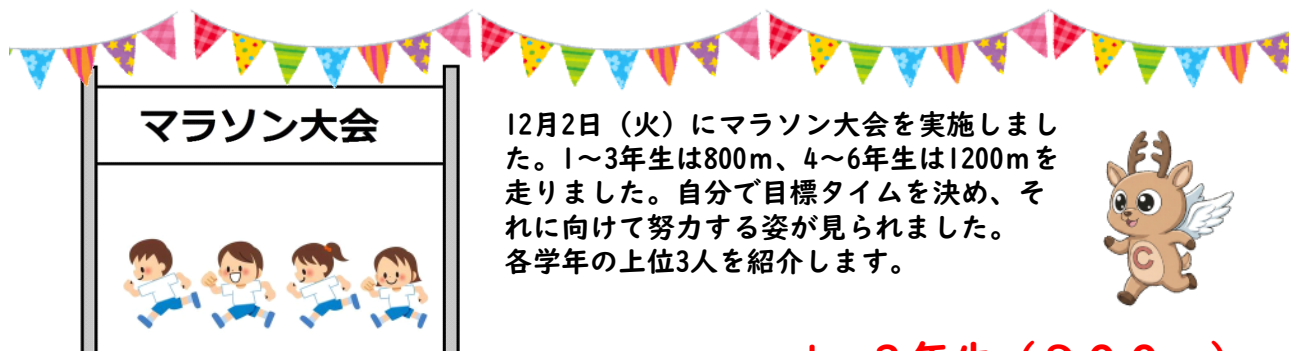 マラソン大会
12月2日（火）にマラソン大会を実施しまし
た。1～3年生は800m、4～6年生は1200mを
走りました。自分で目標タイムを決め、そ
れに向けて努力する姿が見られました。
各学年の上位3人を紹介します。
C